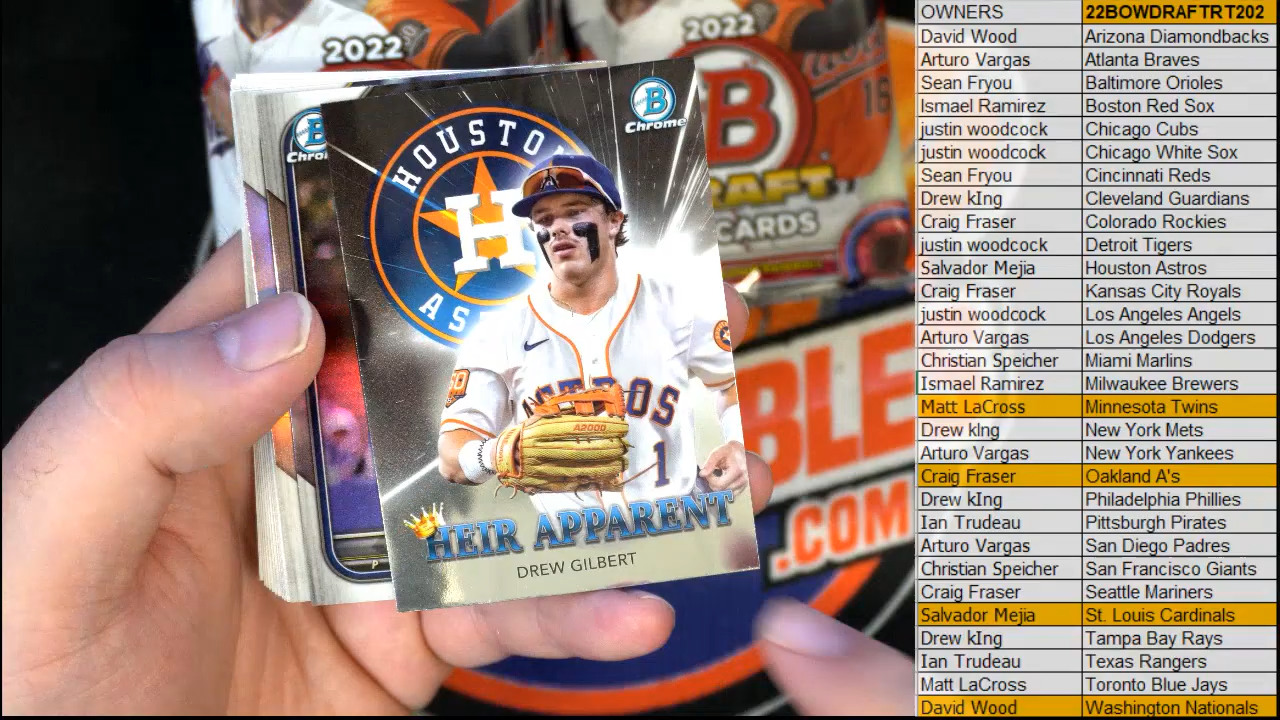 2022
2022
B
Chrome
B
Chro
B
16
RAFT
CARDS
HOUSTON
H
AS
ASTROS
A2000
1
HEIR APPARENT
DREW GILBERT
P
BLE
.COM
OWNERS 22BOWDRAFTRT202
David Wood Arizona Diamondbacks
Arturo Vargas Atlanta Braves
Sean Fryou Baltimore Orioles
Ismael Ramirez Boston Red Sox
justin woodcock Chicago Cubs
justin woodcock Chicago White Sox
Sean Fryou Cincinnati Reds
Drew kIng Cleveland Guardians
Craig Fraser Colorado Rockies
justin woodcock Detroit Tigers
Salvador Mejia Houston Astros
Craig Fraser Kansas City Royals
justin woodcock Los Angeles Angels
Arturo Vargas Los Angeles Dodgers
Christian Speicher Miami Marlins
Ismael Ramirez Milwaukee Brewers
Matt LaCross Minnesota Twins
Drew kIng New York Mets
Arturo Vargas New York Yankees
Craig Fraser Oakland A's
Drew kIng Philadelphia Phillies
Ian Trudeau Pittsburgh Pirates
Arturo Vargas San Diego Padres
Christian Speicher San Francisco Giants
Craig Fraser Seattle Mariners
Salvador Mejia St. Louis Cardinals
Drew kIng Tampa Bay Rays
Ian Trudeau Texas Rangers
Matt LaCross Toronto Blue Jays
David Wood Washington Nationals